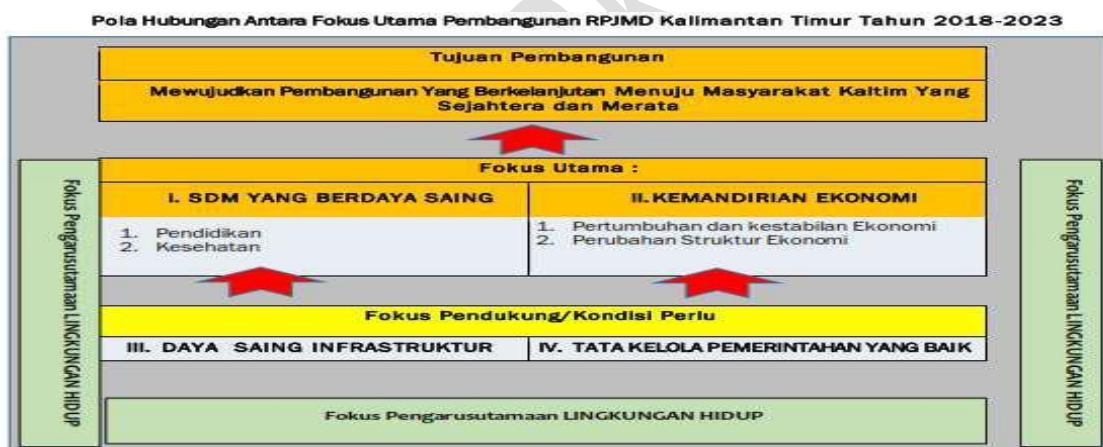 Pola Hubungan Antara Fokus Utama Pembangunan RPJMD Kalimantan Timur Tahun 2018-2023
Tujuan Pembangunan
Mewujudkan Pembangunan Yang Berkelanjutan Menuju Masyarakat Kaltim Yang
Sejahtera dan Merata
Fokus Utama :
I. SDM YANG BERDAYA SAING
1. Pendidikan
2. Kesehatan
II. KEMANDIRIAN EKONOMI
1. Pertumbuhan dan kestabilan Ekonomi
2. Perubahan Struktur Ekonomi
Fokus Pendukung/Kondisi Perlu
III. DAYA SAING INFRASTRUKTUR
IV. TATA KELOLA PEMERINTAHAN YANG BAIK
Fokus Pengarusutamaan LINGKUNGAN HIDUP
Fokus Pengarusutamaan LINGKUNGAN HIDUP
Fokus Pengarusutamaan LINGKUNGAN HIDUP